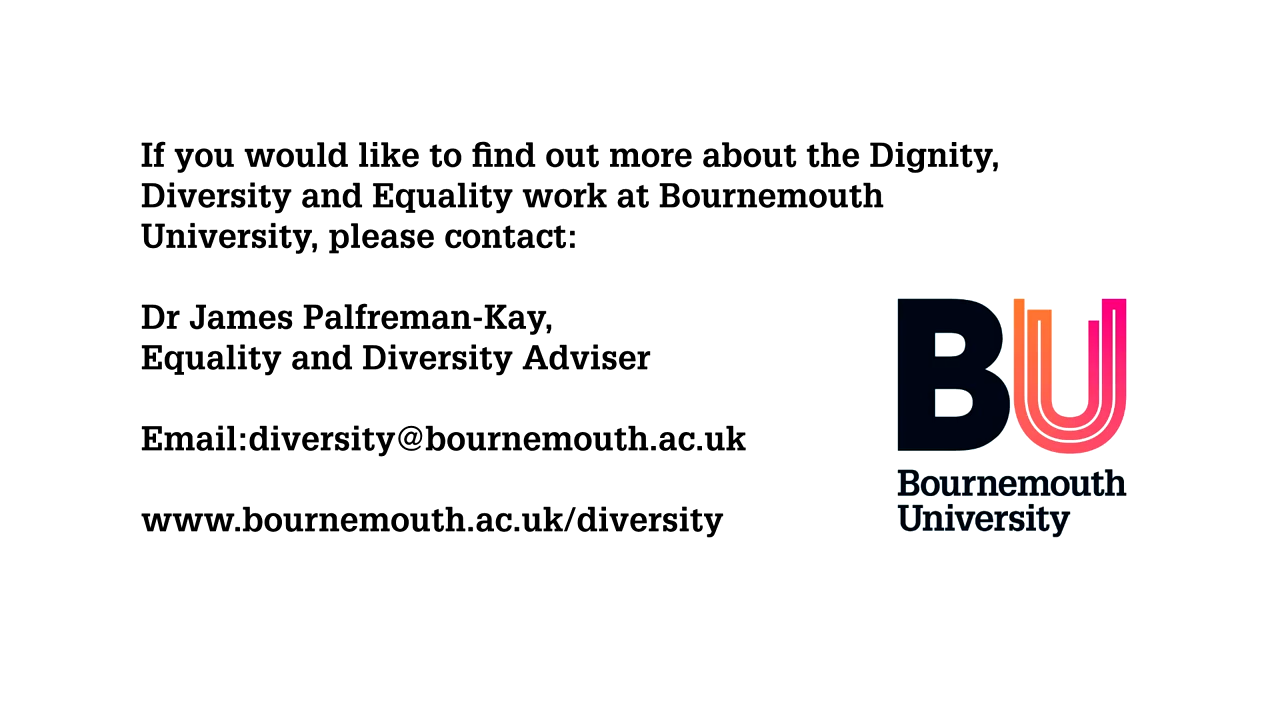 If you would like to find out more about the Dignity,
Diversity and Equality work at Bournemouth
University, please contact:
Dr James Palfreman-Kay,
Equality and Diversity Adviser
Email:diversity@bournemouth.ac.uk
www.bournemouth.ac.uk/diversity
BU
Bournemouth
University